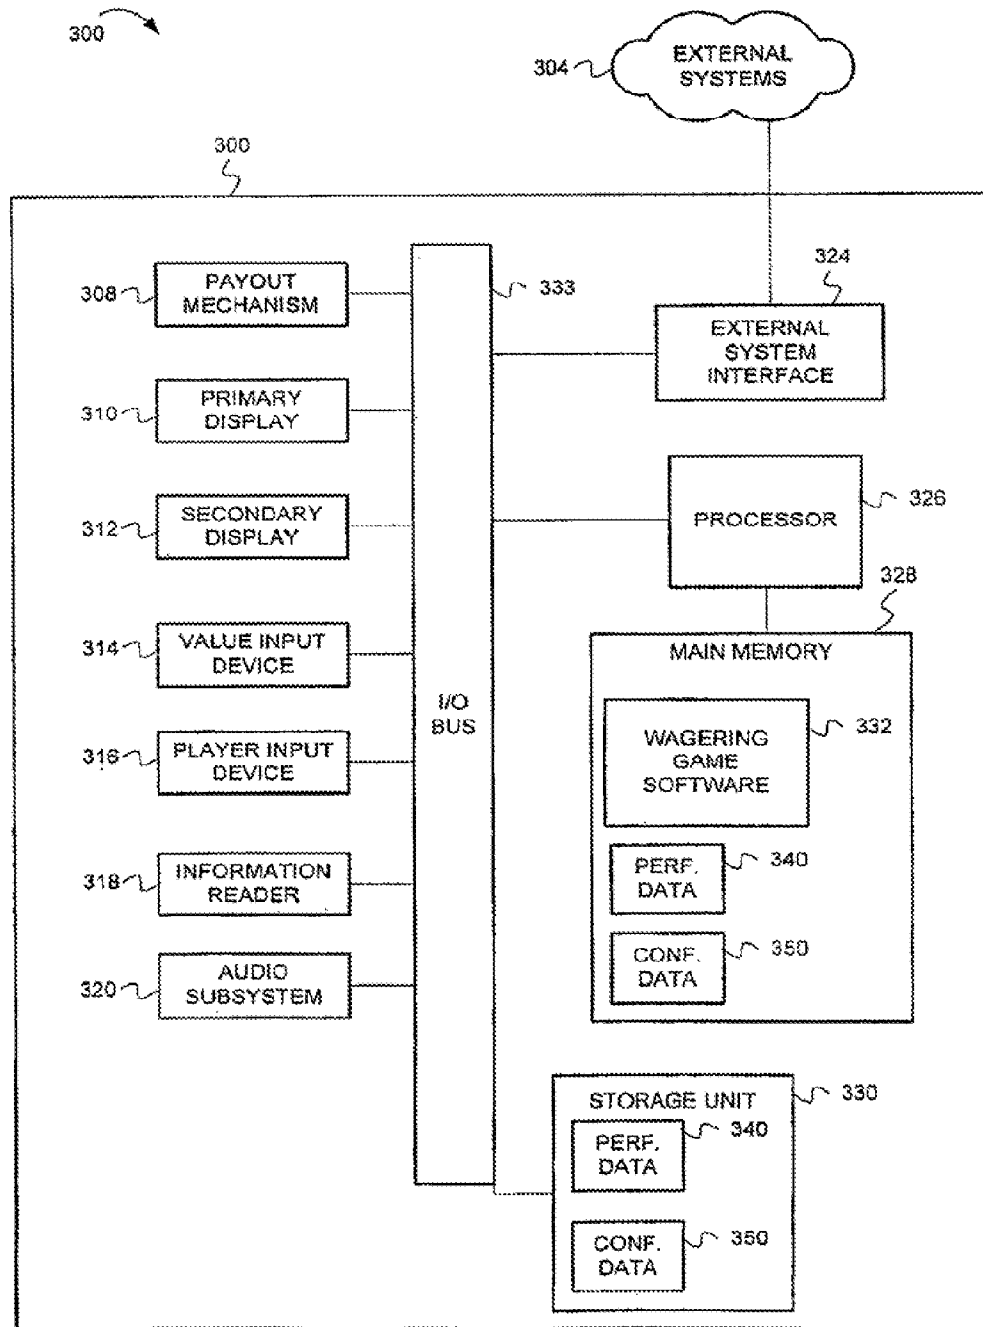 300
304
EXTERNAL
SYSTEMS
300
308
PAYOUT
MECHANISM
333
324
EXTERNAL
SYSTEM
INTERFACE
310
PRIMARY
DISPLAY
312
SECONDARY
DISPLAY
PROCESSOR
326
314
VALUE INPUT
DEVICE
316
PLAYER INPUT
DEVICE
I/O
BUS
328
MAIN MEMORY
WAGERING
GAME
SOFTWARE
332
318
INFORMATION
READER
PERF.
DATA
340
320
AUDIO
SUBSYSTEM
CONF.
DATA
350
STORAGE UNIT
330
PERF.
DATA
340
CONF.
DATA
350